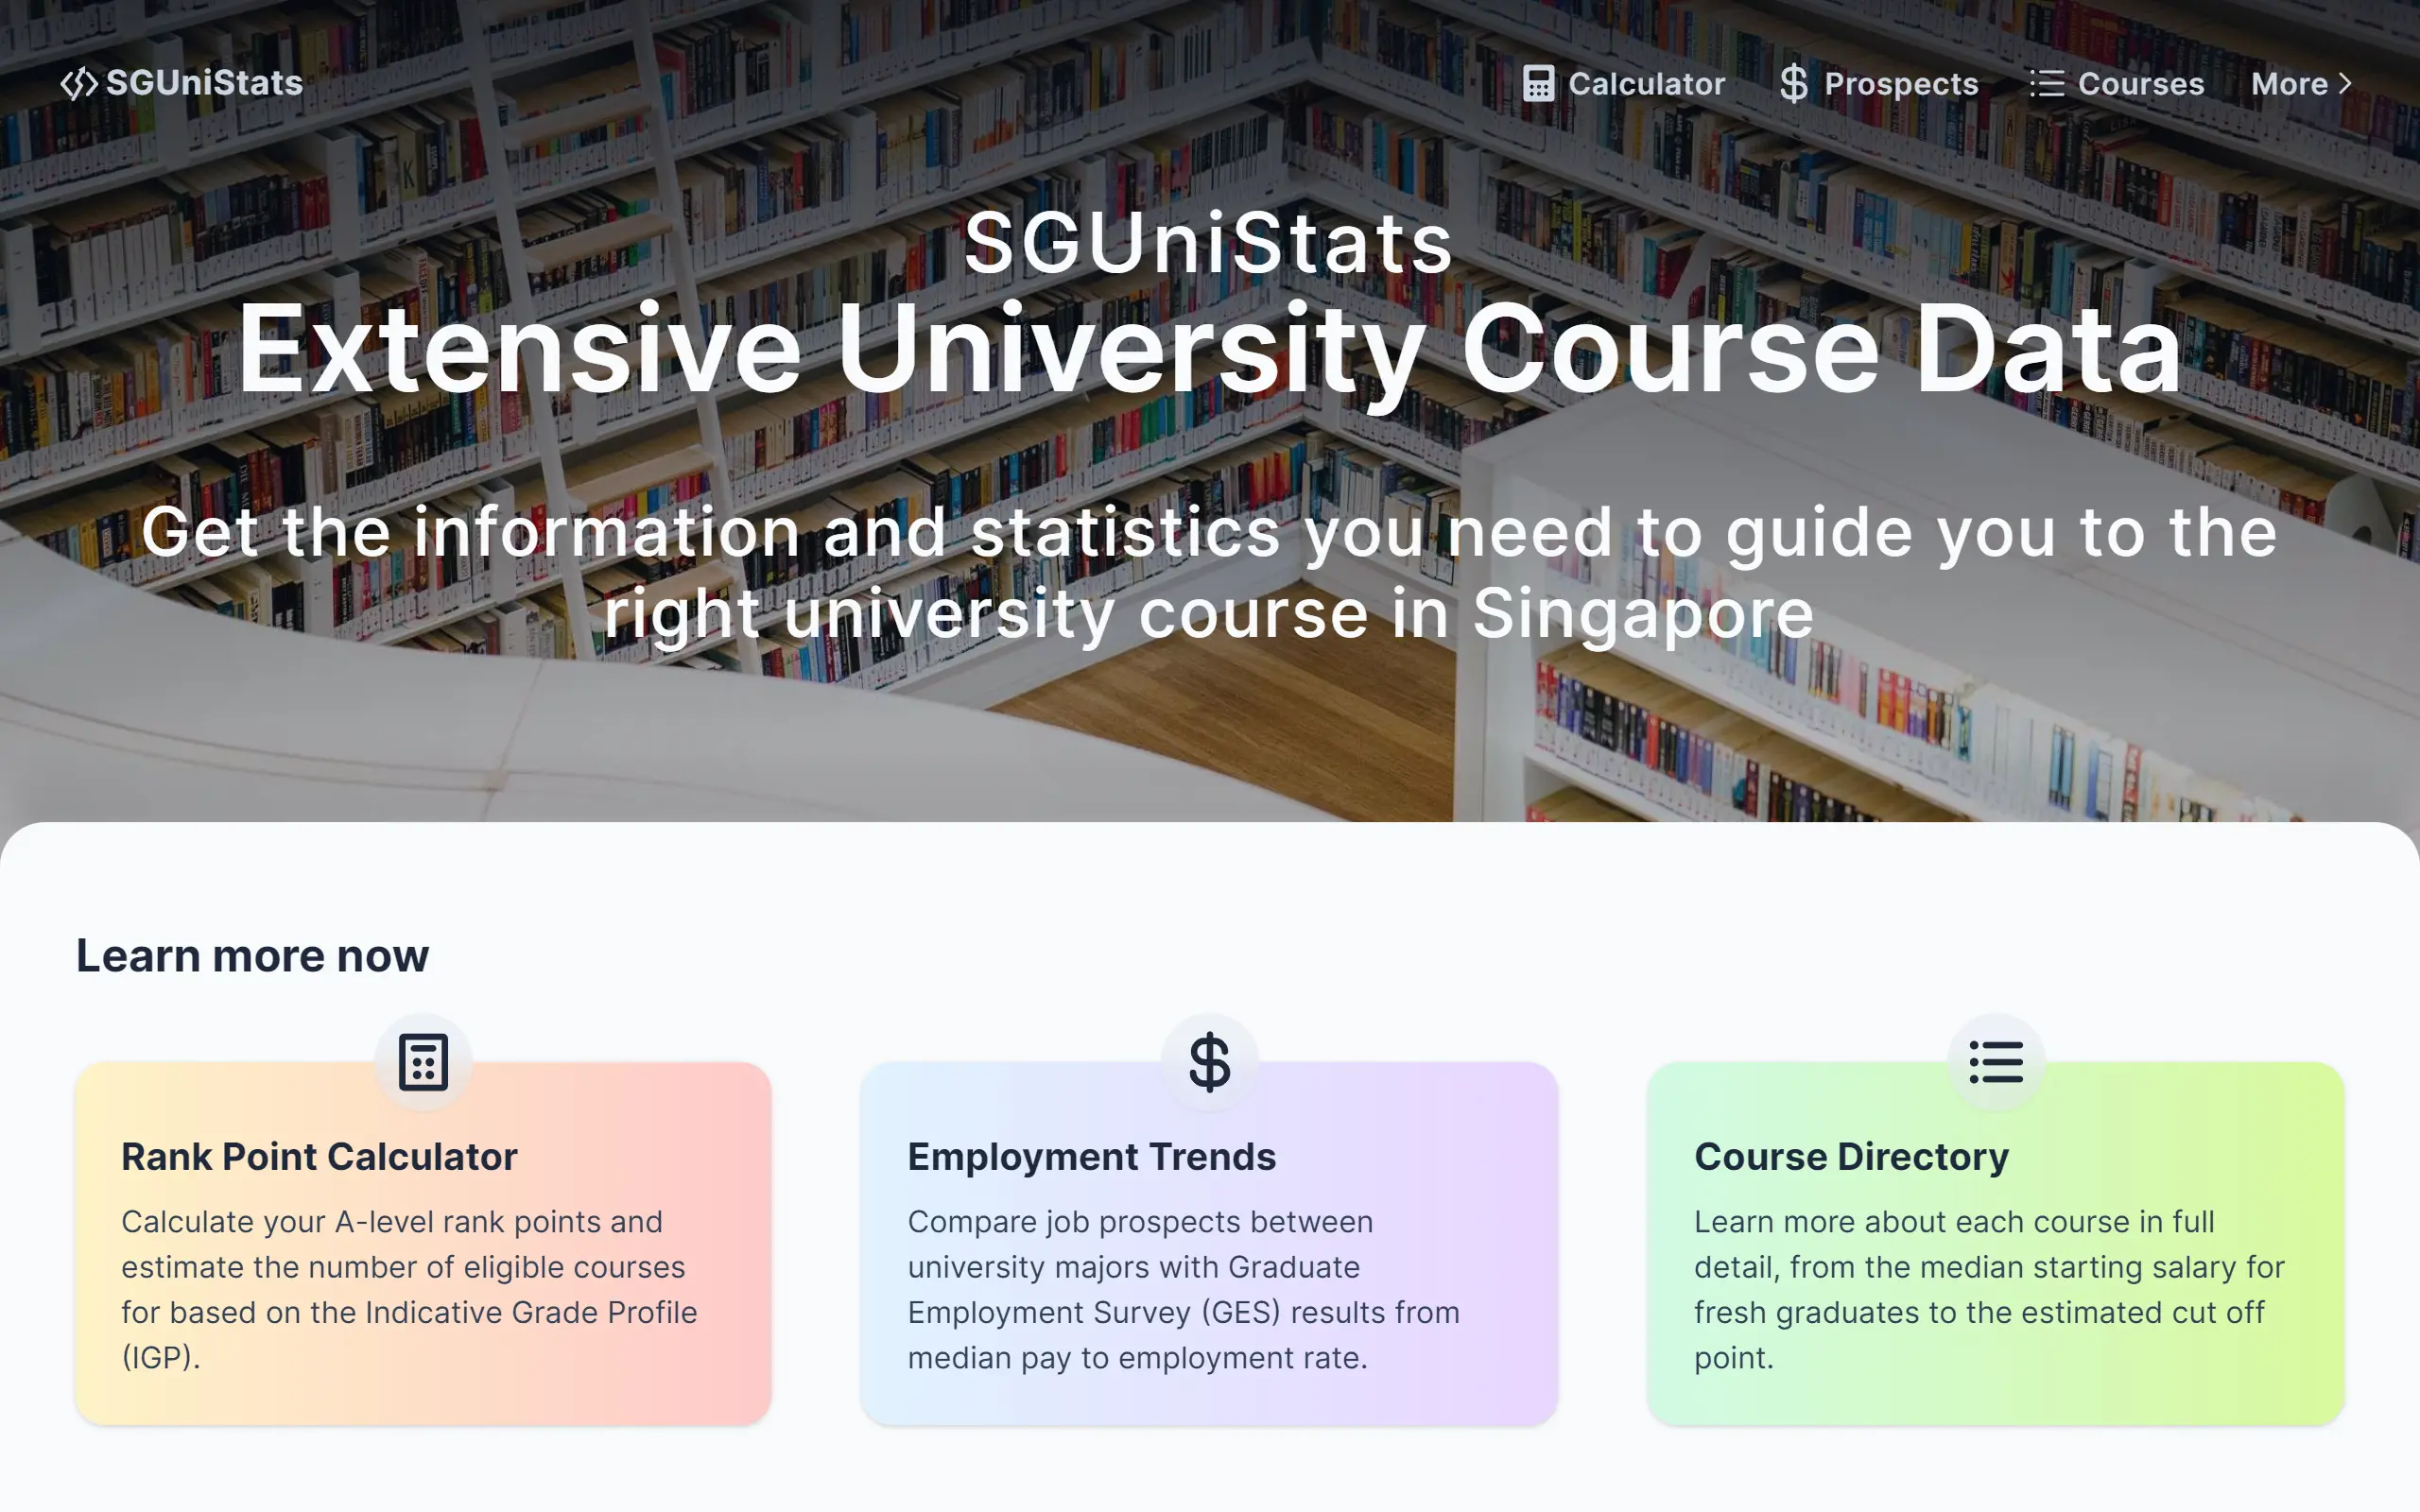 SGUniStats
Calculator
Prospects
Courses
More
SGUniStats
Extensive University Course Data
Get the information and statistics you need to guide you to the
right university course in Singapore
Learn more now
Rank Point Calculator
Calculate your A-level rank points and
estimate the number of eligible courses
for based on the Indicative Grade Profile
(IGP).
Employment Trends
Compare job prospects between
university majors with Graduate
Employment Survey (GES) results from
median pay to employment rate.
Course Directory
Learn more about each course in full
detail, from the median starting salary for
fresh graduates to the estimated cut off
point.